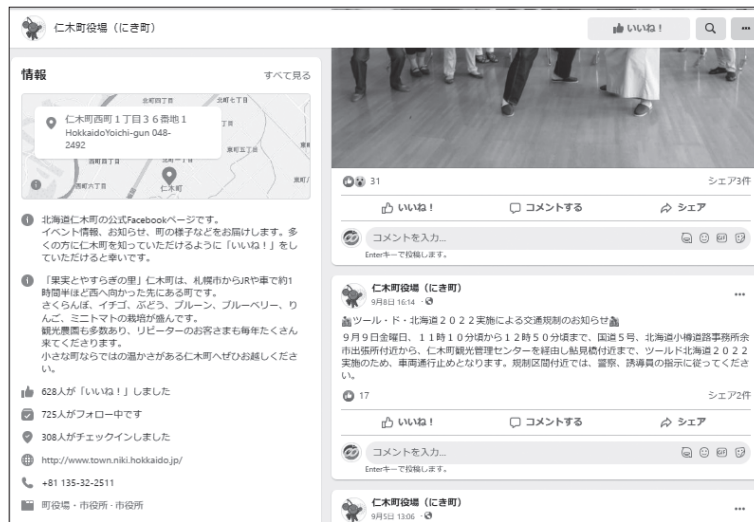 仁木町役場（にき町）
いいね！
情報
すべて見る
仁木町西町１丁目３６番地１
HokkaidoYoichi-gun 048-
2492
北町四丁目
北町七丁目
東町五丁目
西町六丁目
仁木町
北海道仁木町の公式Facebookページです。
イベント情報、お知らせ、町の様子などをお届けします。多
くの方に仁木町を知っていただけるように「いいね！」をし
ていただけると幸いです。
「果実とやすらぎの里」仁木町は、札幌市からJRや車で約1
時間半ほど西へ向かった先にある町です。
さくらんぼ、イチゴ、ぶどう、プルーン、ブルーベリー、り
んご、ミニトマトの栽培が盛んです。
観光農園も多数あり、リピーターのお客さまも毎年たくさん
来てくださります。
小さな町ならではの温かさがある仁木町へぜひお越しくださ
い。
628人が「いいね！」しました
725人がフォロー中です
308人がチェックインしました
http://www.town.niki.hokkaido.jp/
+81 135-32-2511
町役場・市役所 · 市役所
31
シェア3件
いいね！
コメントする
シェア
コメントを入力...
Enterキーで投稿します。
仁木町役場（にき町）
9月8日 16:14
ツール・ド・北海道２０２２実施による交通規制のお知らせ
９月９日金曜日、１１時１０分頃から１２時５０分頃まで、国道５号、北海道小樽道路事務所余
市出張所付近から、仁木町観光管理センターを経由し鮎見橋付近まで、ツールド北海道２０２２
実施のため、車両通行止めとなります。規制区間付近では、警察、誘導員の指示に従ってくださ
い。
17
シェア2件
いいね！
コメントする
シェア
コメントを入力...
Enterキーで投稿します。
仁木町役場（にき町）
9月5日 13:06